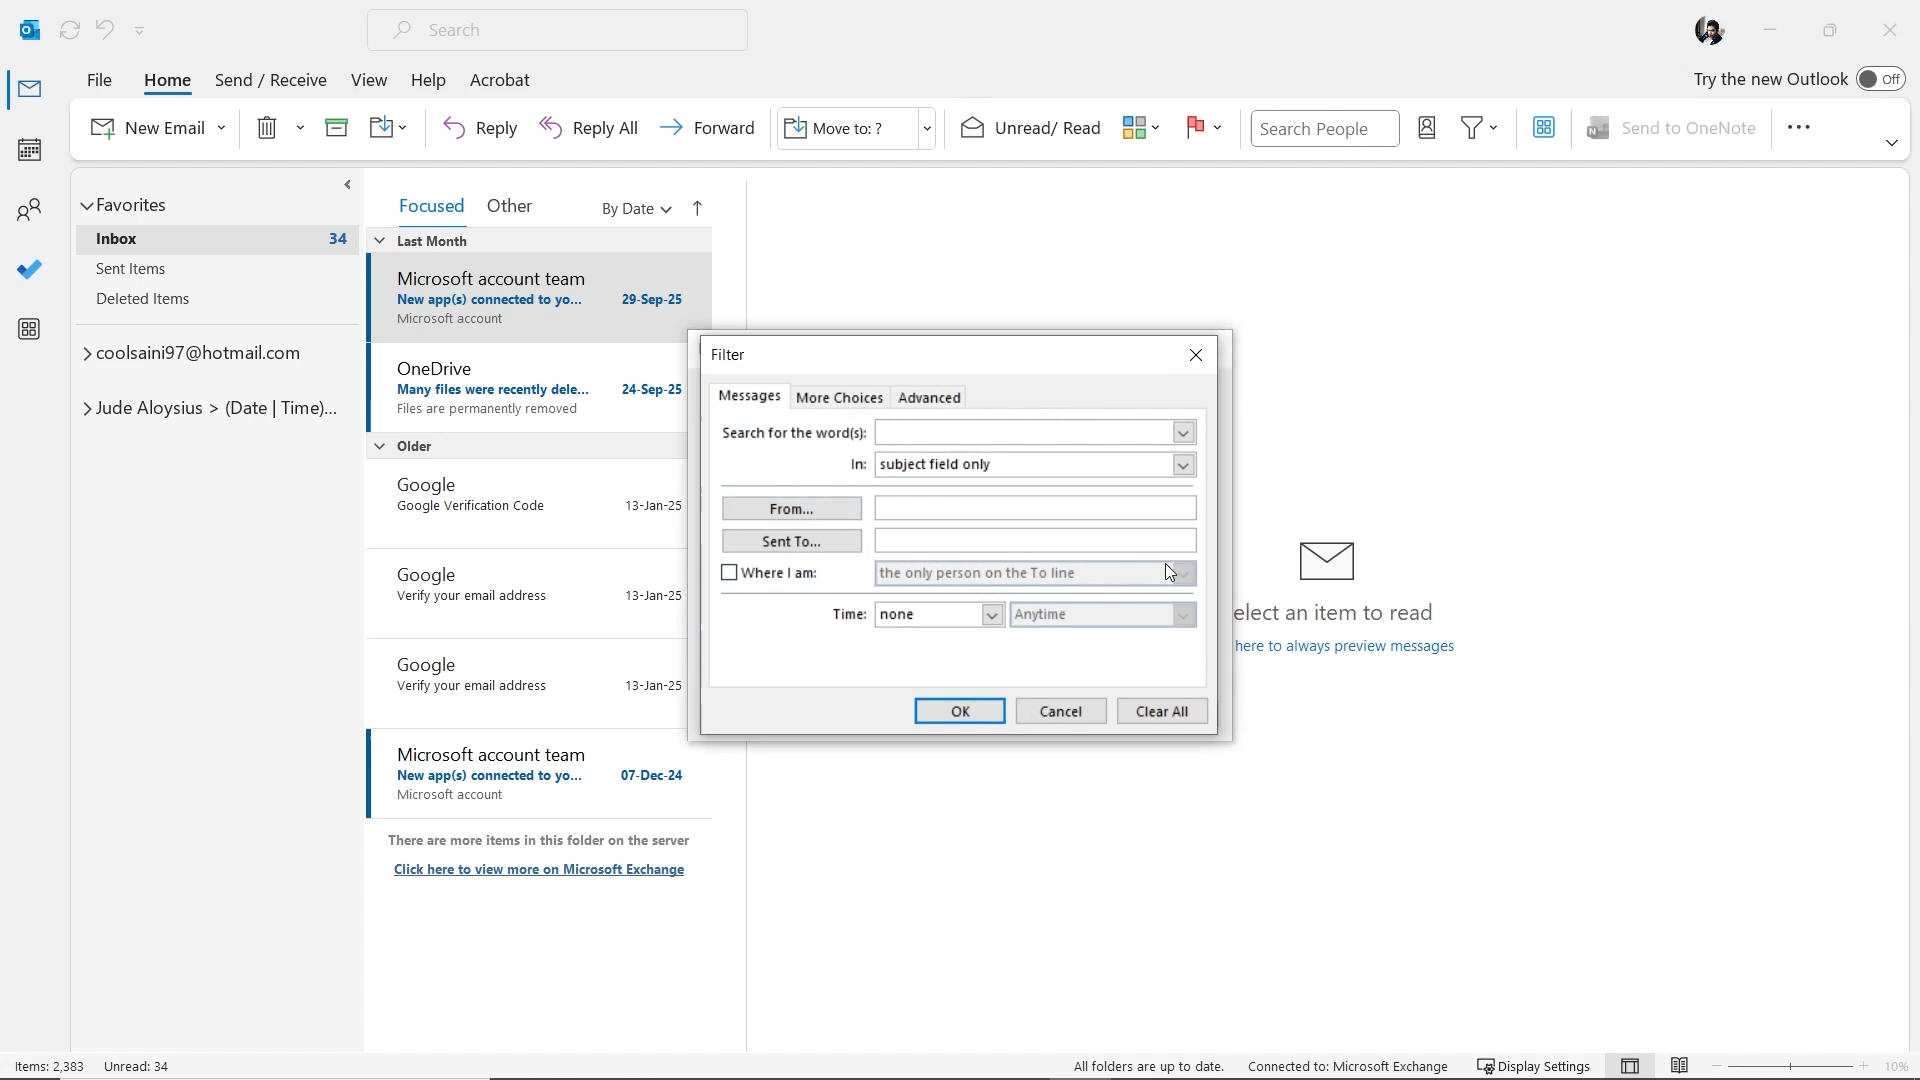 Search
File Home Send / Receive View Help Acrobat
Try the new Outlook Off
New Email Reply Reply All Forward Move to: ? Unread/ Read Search People Send to OneNote
Favorites
Inbox 34
Sent Items
Deleted Items
coolsaini97@hotmail.com
Jude Aloysius > (Date | Time)...
Focused Other By Date
Last Month
Microsoft account team
New app(s) connected to yo... 29-Sep-25
Microsoft account
OneDrive
Many files were recently dele... 24-Sep-25
Files are permanently removed
Older
Google
Google Verification Code 13-Jan-25
Google
Verify your email address 13-Jan-25
Google
Verify your email address 13-Jan-25
Microsoft account team
New app(s) connected to yo... 07-Dec-24
Microsoft account
There are more items in this folder on the server
Click here to view more on Microsoft Exchange
Filter
Messages More Choices Advanced
Search for the word(s):
In: subject field only
From...
Sent To...
Where I am: the only person on the To line
Time: none Anytime
OK Cancel Clear All
elect an item to read
here to always preview messages
Items: 2,383 Unread: 34 All folders are up to date. Connected to: Microsoft Exchange Display Settings 10%